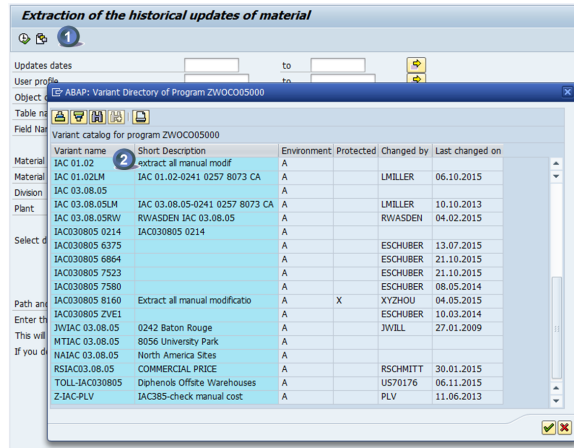 Extraction of the historical updates of material
1
Updates dates to
User profile to
Object
Table na
Field Nar
Material
Material
Division
Plant
Select d
Path and
Enter th
This will
If you de
ABAP: Variant Directory of Program ZWOCO05000
Variant catalog for program ZWOCO05000
Variant name Short Description Environment Protected Changed by Last changed on
2
IAC 01.02 extract all manual modif A
IAC 01.02LM IAC 01.02-0241 0257 8073 CA A LMILLER 06.10.2015
IAC 03.08.05 A
IAC 03.08.05LM IAC 03.08.05-0241 0257 8073 CA A LMILLER 10.10.2013
IAC 03.08.05RW RWASDEN IAC 03.08.05 A RWASDEN 04.02.2015
IAC030805 0214 IAC030805 0214 A
IAC030805 6375 A ESCHUBER 13.07.2015
IAC030805 6864 A ESCHUBER 21.10.2015
IAC030805 7523 A ESCHUBER 21.10.2015
IAC030805 7580 A ESCHUBER 08.05.2014
IAC030805 8160 Extract all manual modificatio A X XYZHOU 04.05.2015
IAC030805 ZVE1 A ESCHUBER 10.03.2014
JWIAC 03.08.05 0242 Baton Rouge A JWILL 27.01.2009
MTIAC 03.08.05 8056 University Park A
NAIAC 03.08.05 North America Sites A
RSIAC03.08.05 COMMERCIAL PRICE A RSCHMITT 30.01.2015
TOLL-IAC030805 Diphenols Offsite Warehouses A US70176 06.11.2015
Z-IAC-PLV IAC385-check manual cost A PLV 11.06.2013